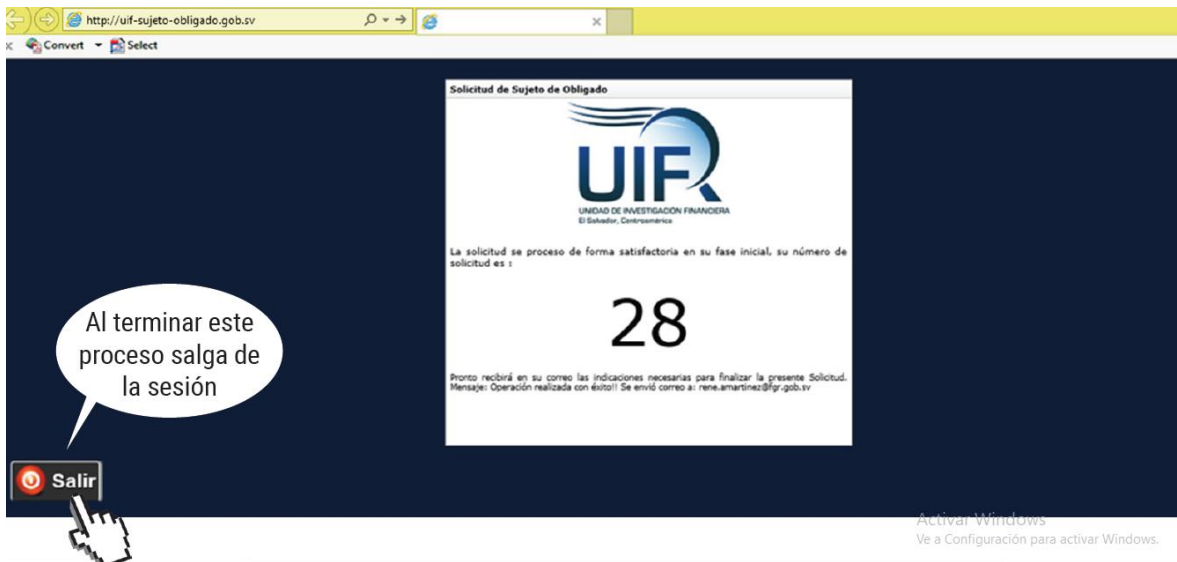 http://uif-sujeto-obligado.gob.sv
x Convert Select
Solicitud de Sujeto de Obligado
UIF
UNIDAD DE INVESTIGACION FINANCIERA
El Salvador, Centroamérica
La solicitud se proceso de forma satisfactoria en su fase inicial, su número de
solicitud es :
28
Pronto recibirá en su correo las indicaciones necesarias para finalizar la presente Solicitud.
Mensaje: Operación realizada con éxito!! Se envió correo a: rene.amartinez@fgr.gob.sv
Al terminar este
proceso salga de
la sesión
Salir
Activar Windows
Ve a Configuración para activar Windows.